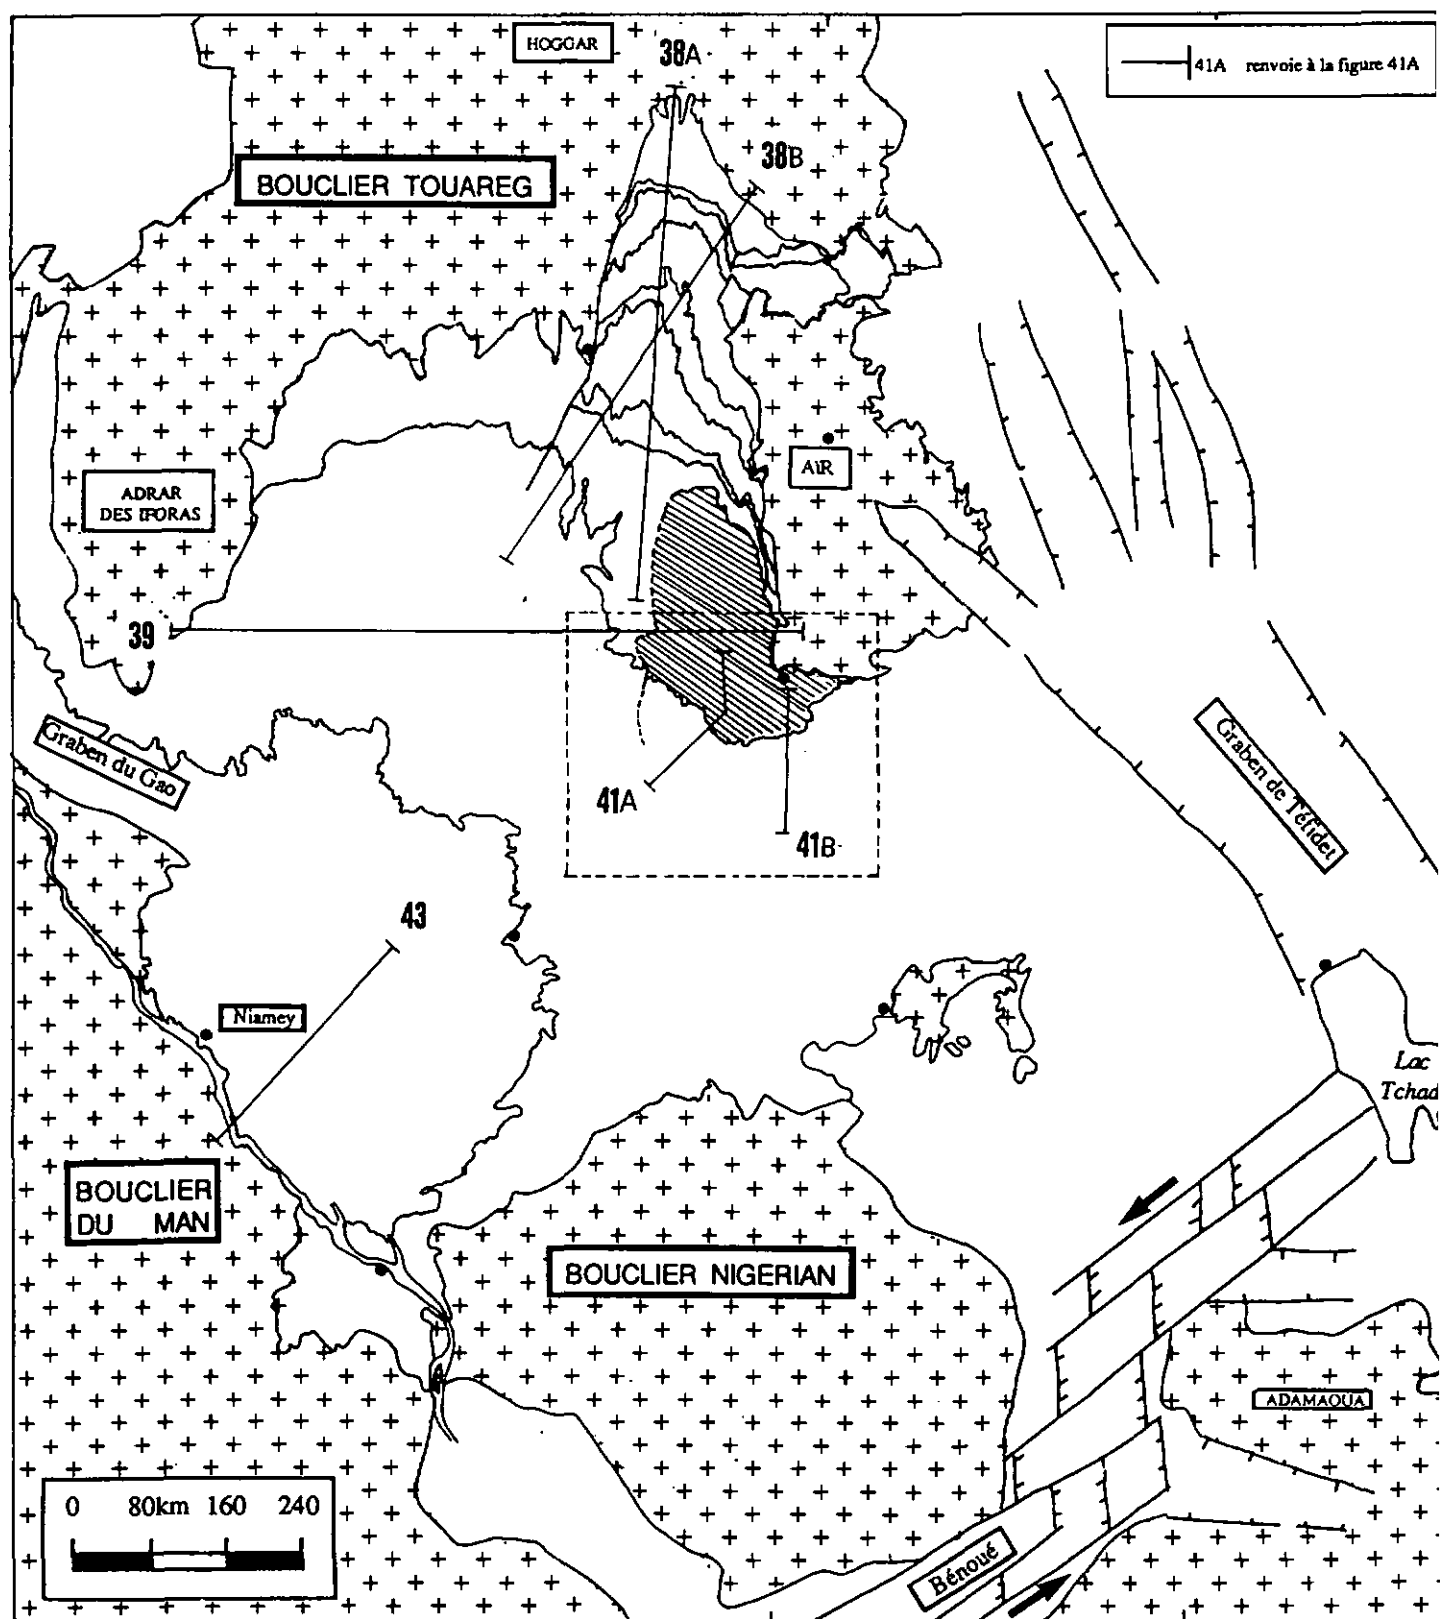 HOGGAR
38A
41A renvoie à la figure 41A
38B
BOUCLIER TOUAREG
AIR
ADRAR
DES IFORAS
39
Graben du Gao
Graben de Téfidet
41A
41B
43
Niamey
Lac
Tchad
BOUCLIER
DU MAN
BOUCLIER NIGERIAN
ADAMAOUA
0 80km 160 240
Bénoué